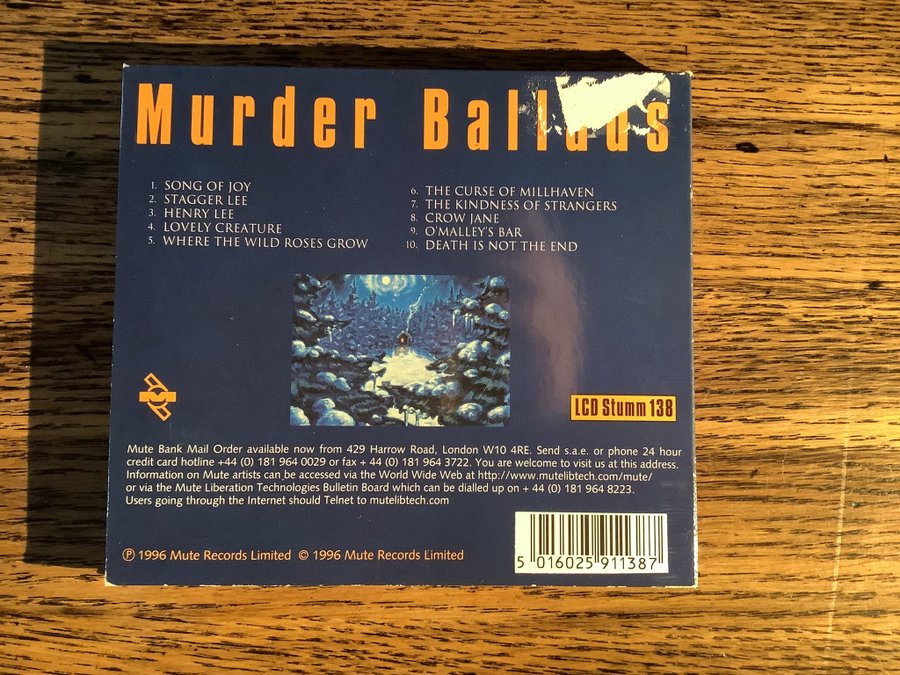 Murder Ballads
1. SONG OF JOY
2. STAGGER LEE
3. HENRY LEE
4. LOVELY CREATURE
5. WHERE THE WILD ROSES GROW
6. THE CURSE OF MILLHAVEN
7. THE KINDNESS OF STRANGERS
8. CROW JANE
9. O'MALLEY'S BAR
10. DEATH IS NOT THE END
LCD Stumm 138
Mute Bank Mail Order available now from 429 Harrow Road, London W10 4RE. Send s.a.e. or phone 24 hour
credit card hotline +44 (0) 181 964 0029 or fax + 44 (0) 181 964 3722. You are welcome to visit us at this address.
Information on Mute artists can be accessed via the World Wide Web at http://www.mutelibtech.com/mute/
or via the Mute Liberation Technologies Bulletin Board which can be dialled up on + 44 (0) 181 964 8223.
Users going through the Internet should Telnet to mutelibtech.com
℗ 1996 Mute Records Limited © 1996 Mute Records Limited
5 016025 911387